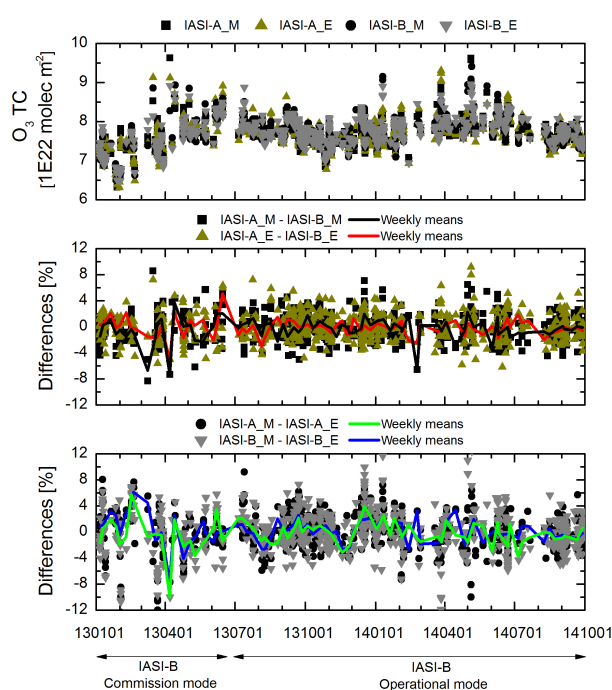 IASI-A_M IASI-A_E IASI-B_M IASI-B_E
10
9
8
7
6
O3 TC
[1E22 molec m-2]
IASI-A_M - IASI-B_M Weekly means
IASI-A_E - IASI-B_E Weekly means
12
8
4
0
-4
-8
-12
Differences [%]
IASI-A_M - IASI-A_E Weekly means
IASI-B_M - IASI-B_E Weekly means
12
8
4
0
-4
-8
-12
Differences [%]
130101 130401 130701 131001 140101 140401 140701 141001
IASI-B IASI-B
Commission mode Operational mode